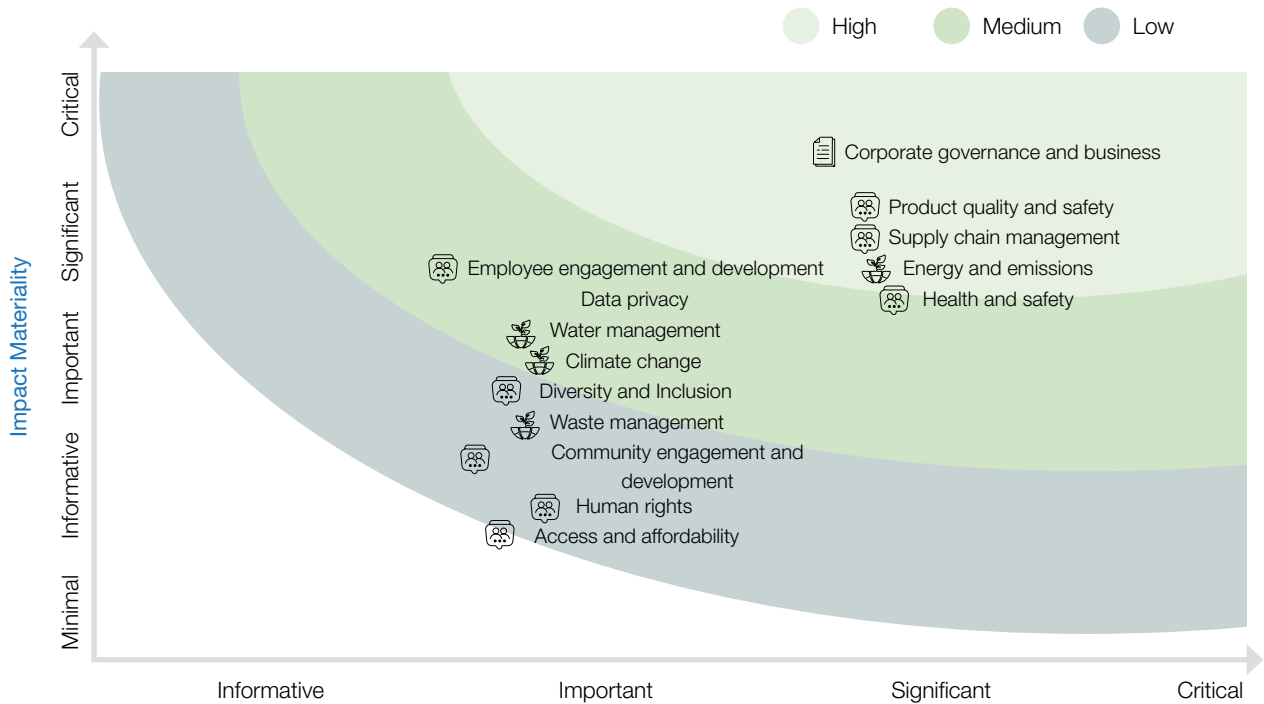 High
Medium
Low
Impact Materiality
Critical
Significant
Important
Informative
Minimal
Corporate governance and business
Product quality and safety
Supply chain management
Employee engagement and development
Energy and emissions
Data privacy
Health and safety
Water management
Climate change
Diversity and Inclusion
Waste management
Community engagement and
development
Human rights
Access and affordability
Informative
Important
Significant
Critical